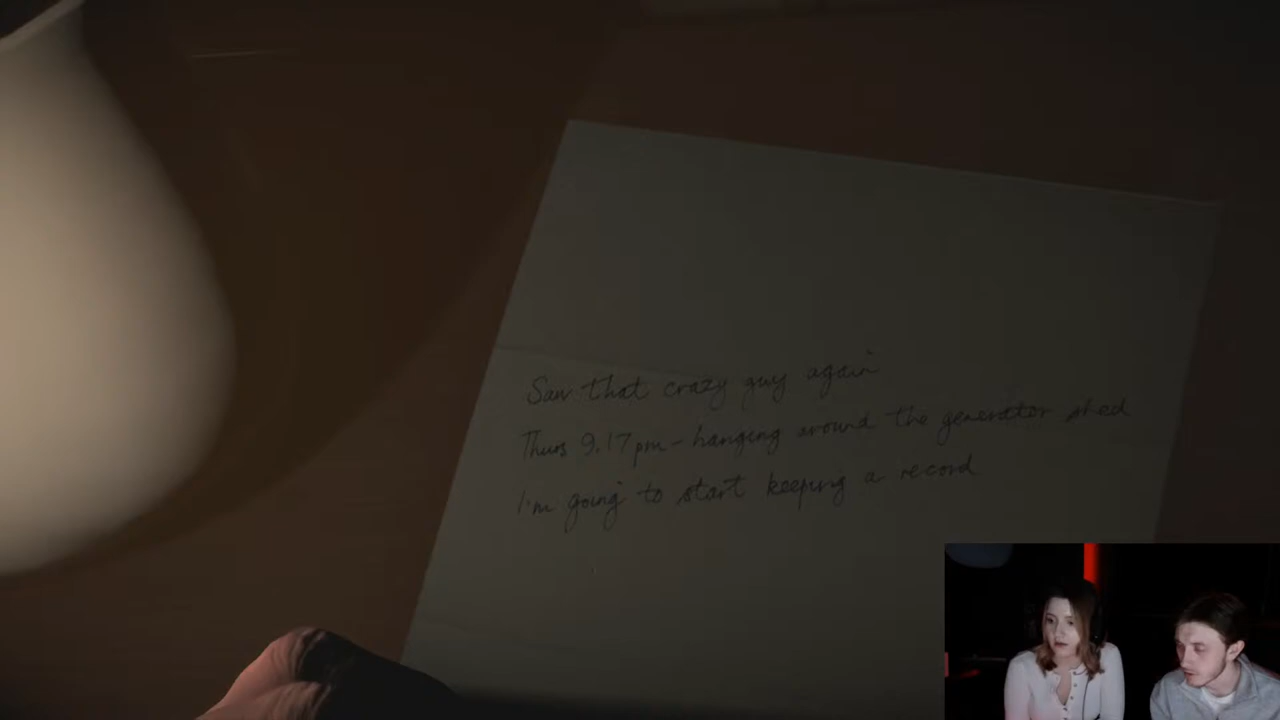 Saw that crazy guy again
Thurs 9.17pm - hanging around the generator shed
I'm going to start keeping a record